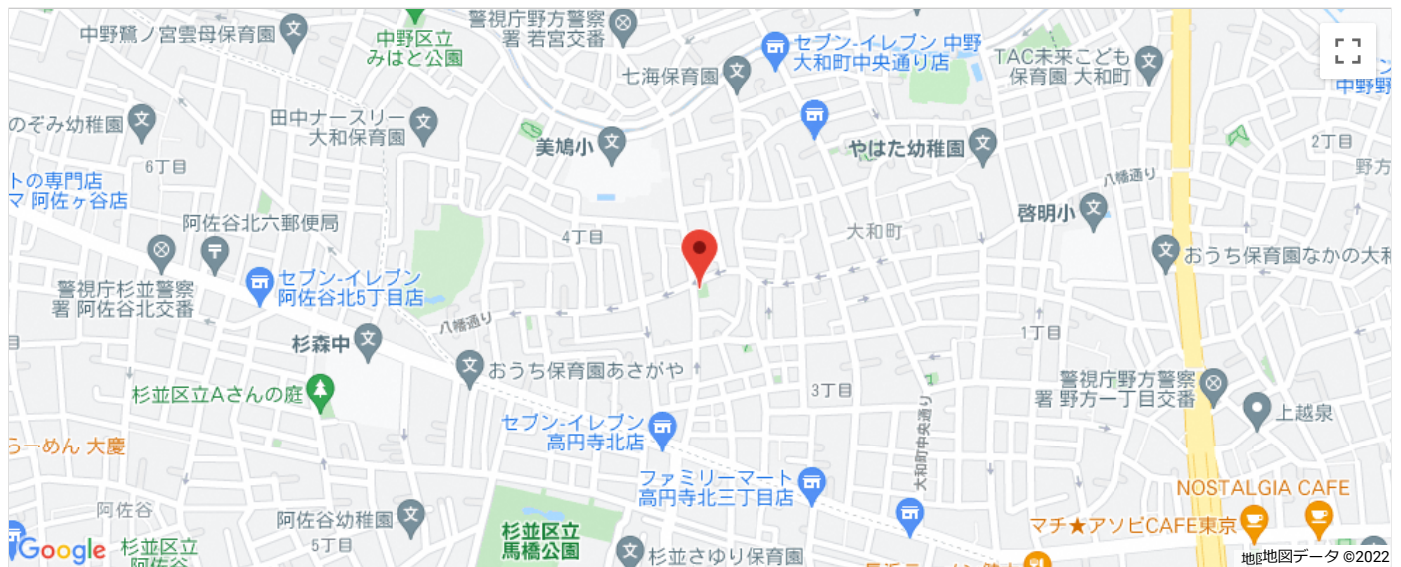 警視庁野方警察
署 若宮交番
中野鷺ノ宮雲母保育園
中野区立
みはと公園
セブン-イレブン 中野
大和町中央通り店
七海保育園
TAC未来こども
保育園 大和町
中野野
のぞみ幼稚園
田中ナースリー
大和保育園
美鳩小
やはた幼稚園
2丁目
野方
6丁目
トの専門店
マ 阿佐ヶ谷店
八幡通り
啓明小
阿佐谷北六郵便局
4丁目
大和町
おうち保育園なかの大和
警視庁杉並警察
署 阿佐谷北交番
セブン-イレブン
阿佐谷北5丁目店
八幡通り
1丁目
杉森中
おうち保育園あさがや
杉並区立Aさんの庭
3丁目
警視庁野方警察
署 野方一丁目交番
上越泉
セブン-イレブン
高円寺北店
大和町中央通り
らーめん 大慶
ファミリーマート
高円寺北三丁目店
NOSTALGIA CAFE
マチ★アソビCAFE東京
阿佐谷
阿佐谷幼稚園
5丁目
杉並区立
馬橋公園
杉並さゆり保育園
杉並区立
Google
地図データ ©2022